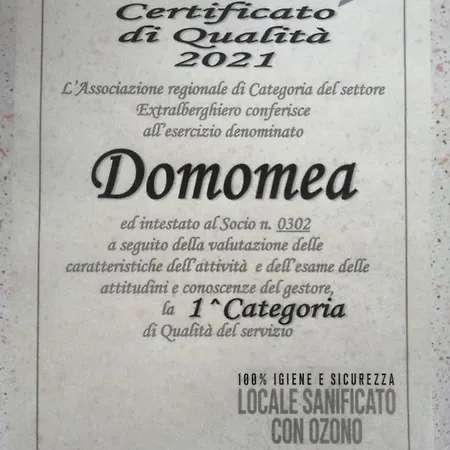 Certificato
di Qualità
2021
L'Associazione regionale di Categoria del settore
Extralberghiero conferisce
all'esercizio denominato
Domomea
ed intestato al Socio n. 0302
a seguito della valutazione delle
caratteristiche dell'attività e dell'esame delle
attitudini e conoscenze del gestore,
la 1^Categoria
di Qualità del servizio
100% IGIENE E SICUREZZA
LOCALE SANIFICATO
CON OZONO